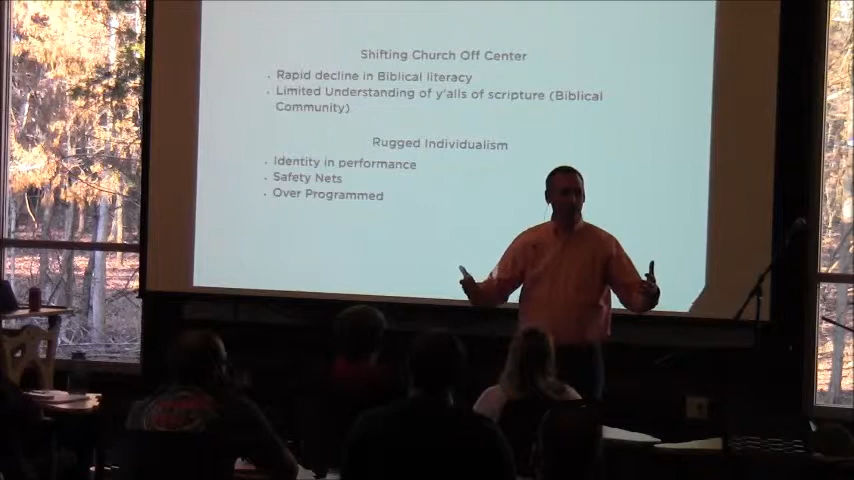 Shifting Church Off Center
. Rapid decline in Biblical literacy
. Limited Understanding of y'alls of scripture (Biblical
Community)
Rugged Individualism
. Identity in performance
. Safety Nets
. Over Programmed